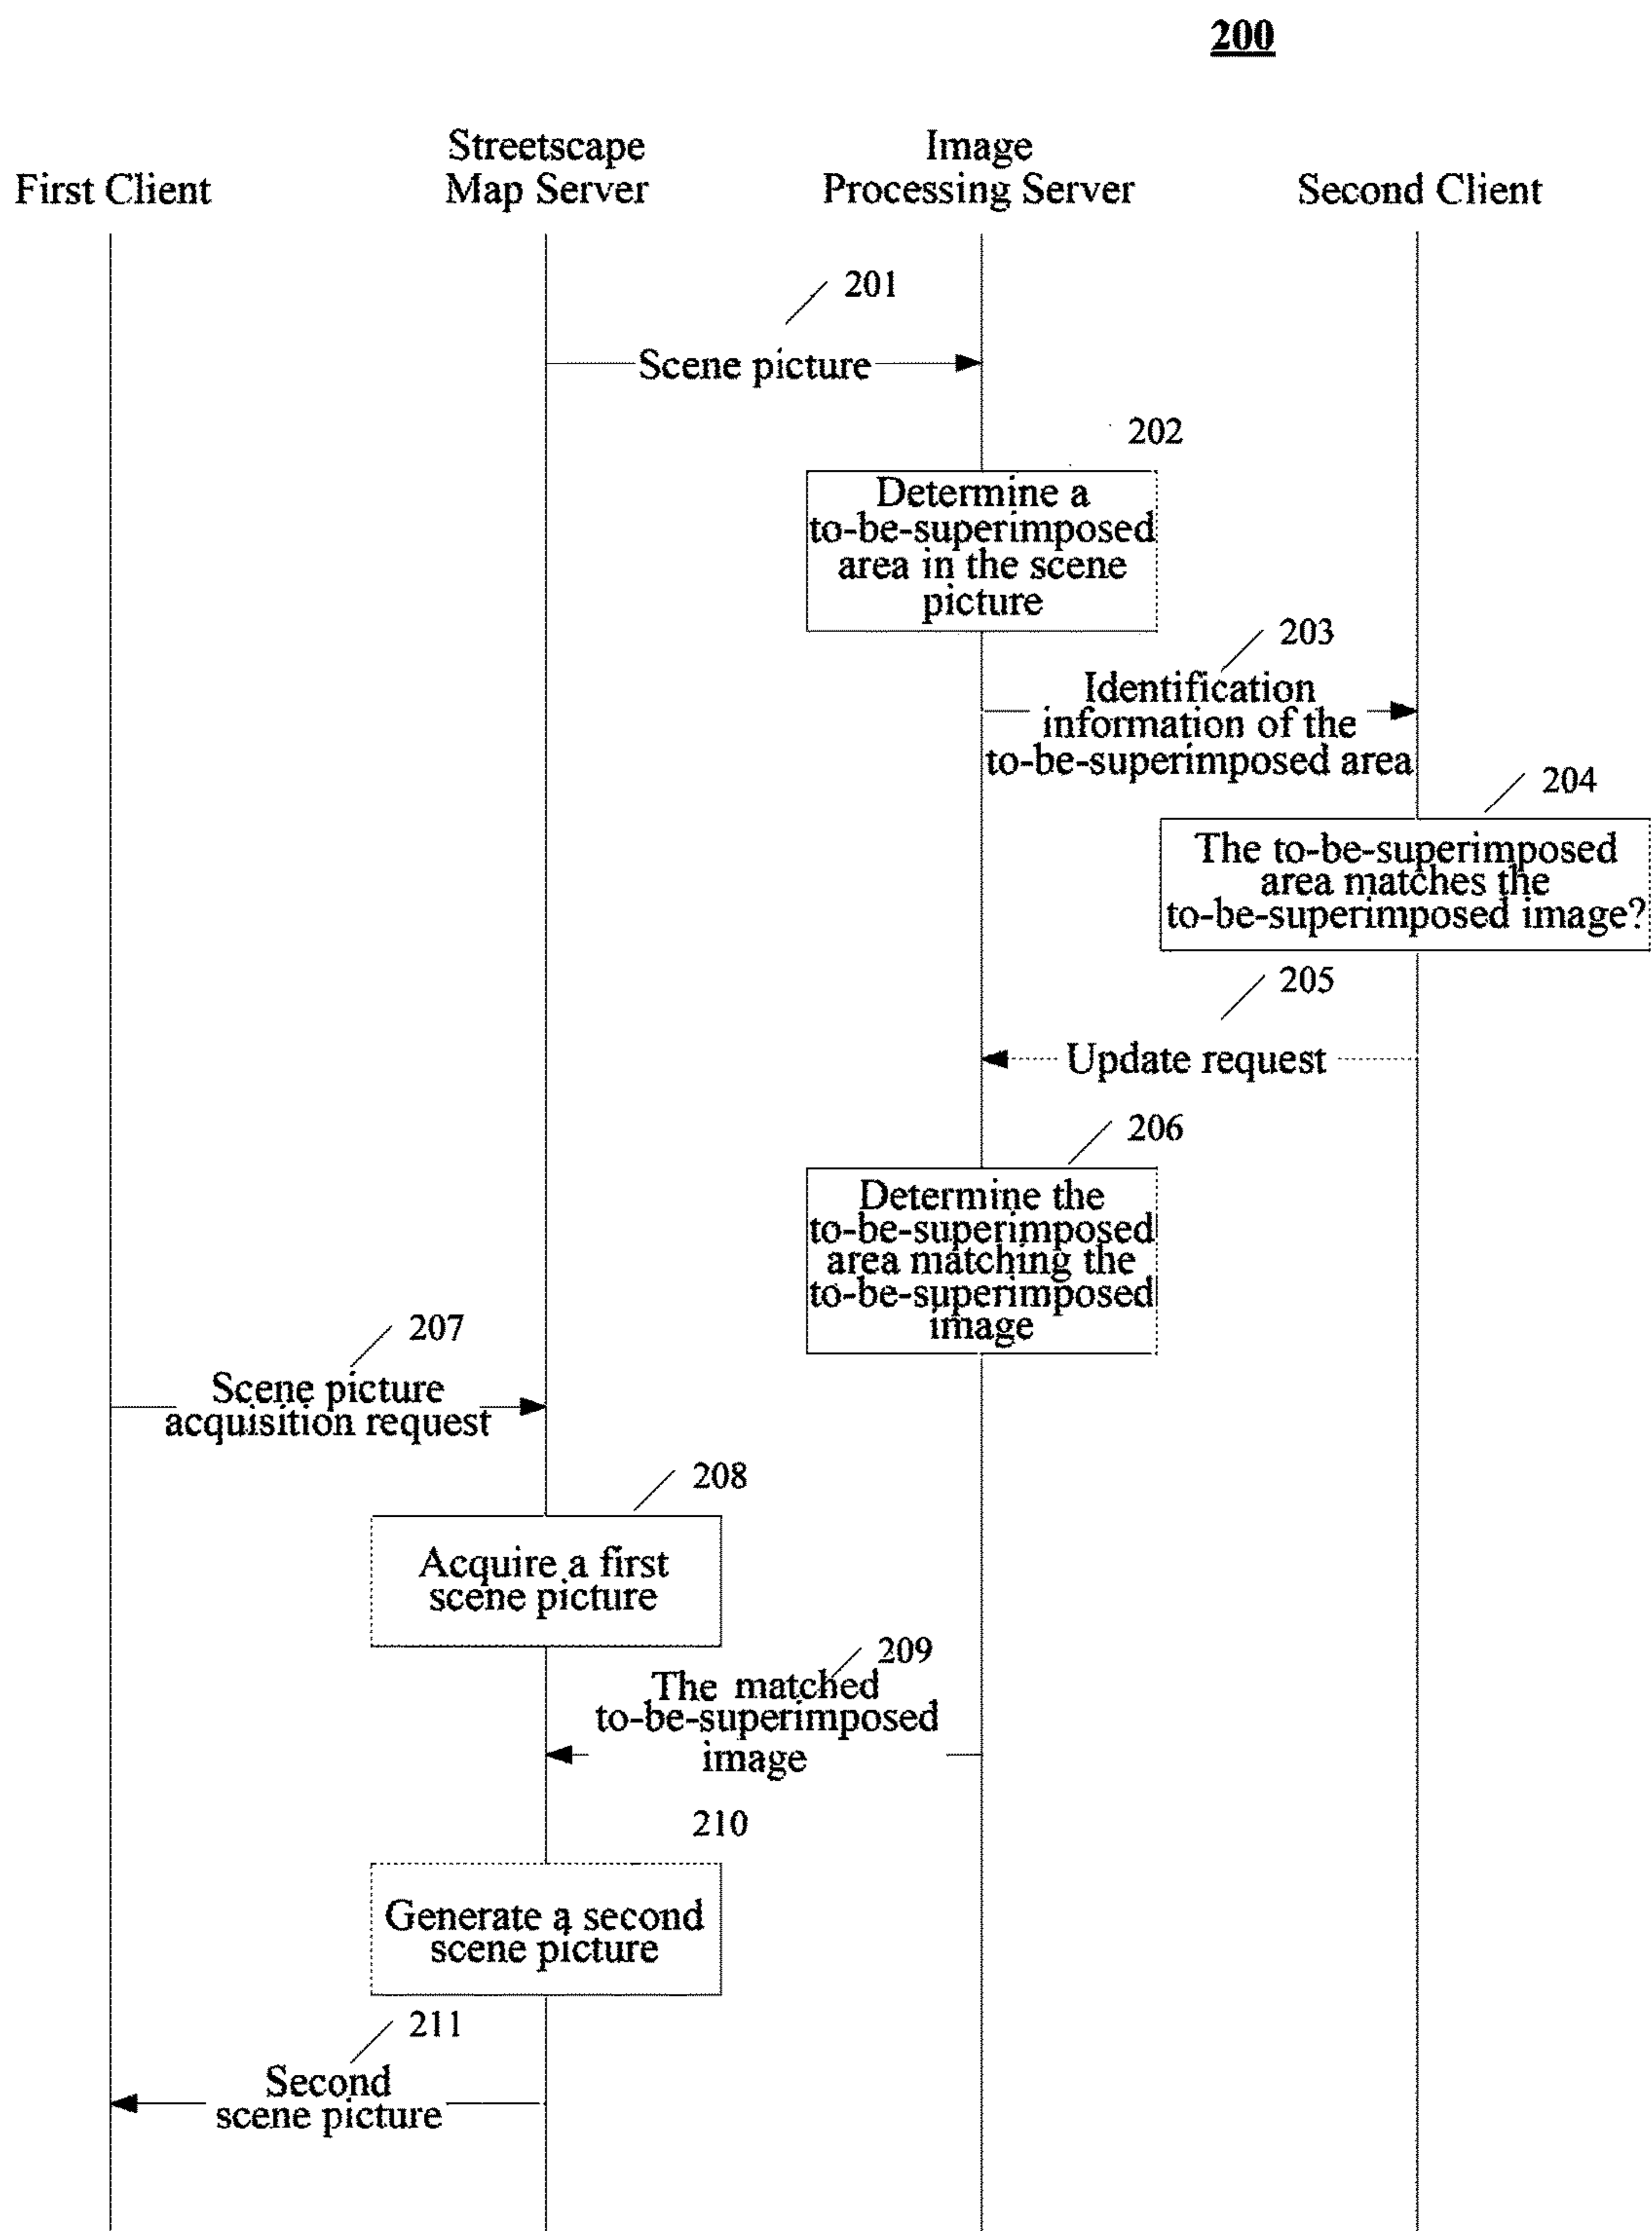 200
First Client
Streetscape
Map Server
Image
Processing Server
Second Client
201
Scene picture
202
Determine a
to-be-superimposed
area in the scene
picture
203
Identification
information of the
to-be-superimposed area
204
The to-be-superimposed
area matches the
to-be-superimposed image?
205
Update request
206
Determine the
to-be-superimposed
area matching the
to-be-superimposed
image
207
Scene picture
acquisition request
208
Acquire a first
scene picture
209
The matched
to-be-superimposed
image
210
Generate a second
scene picture
211
Second
scene picture